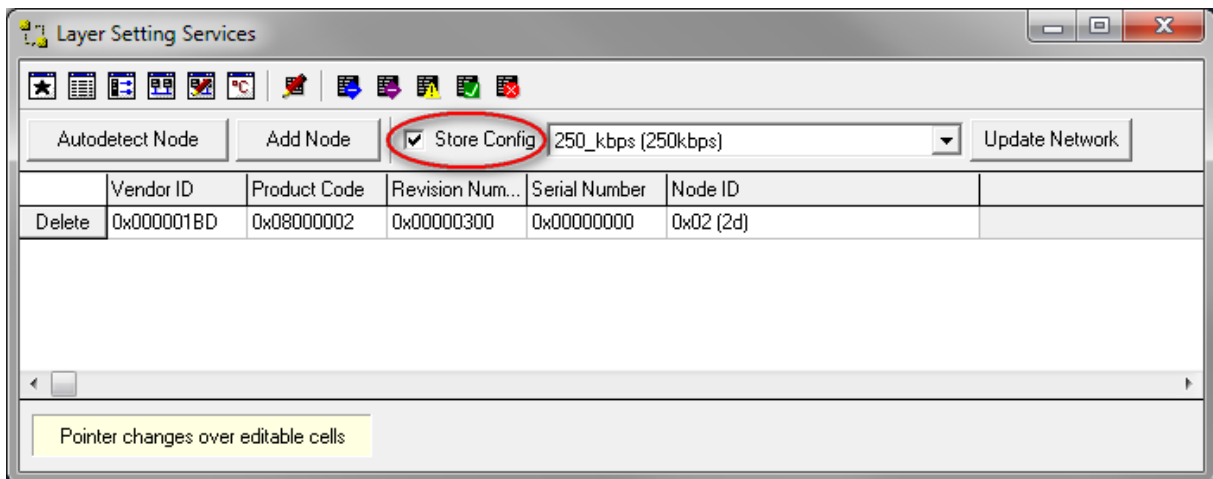 Layer Setting Services
°C
Autodetect Node Add Node Store Config 250_kbps (250kbps) Update Network
Vendor ID Product Code Revision Num... Serial Number Node ID
Delete 0x000001BD 0x08000002 0x00000300 0x00000000 0x02 (2d)
Pointer changes over editable cells